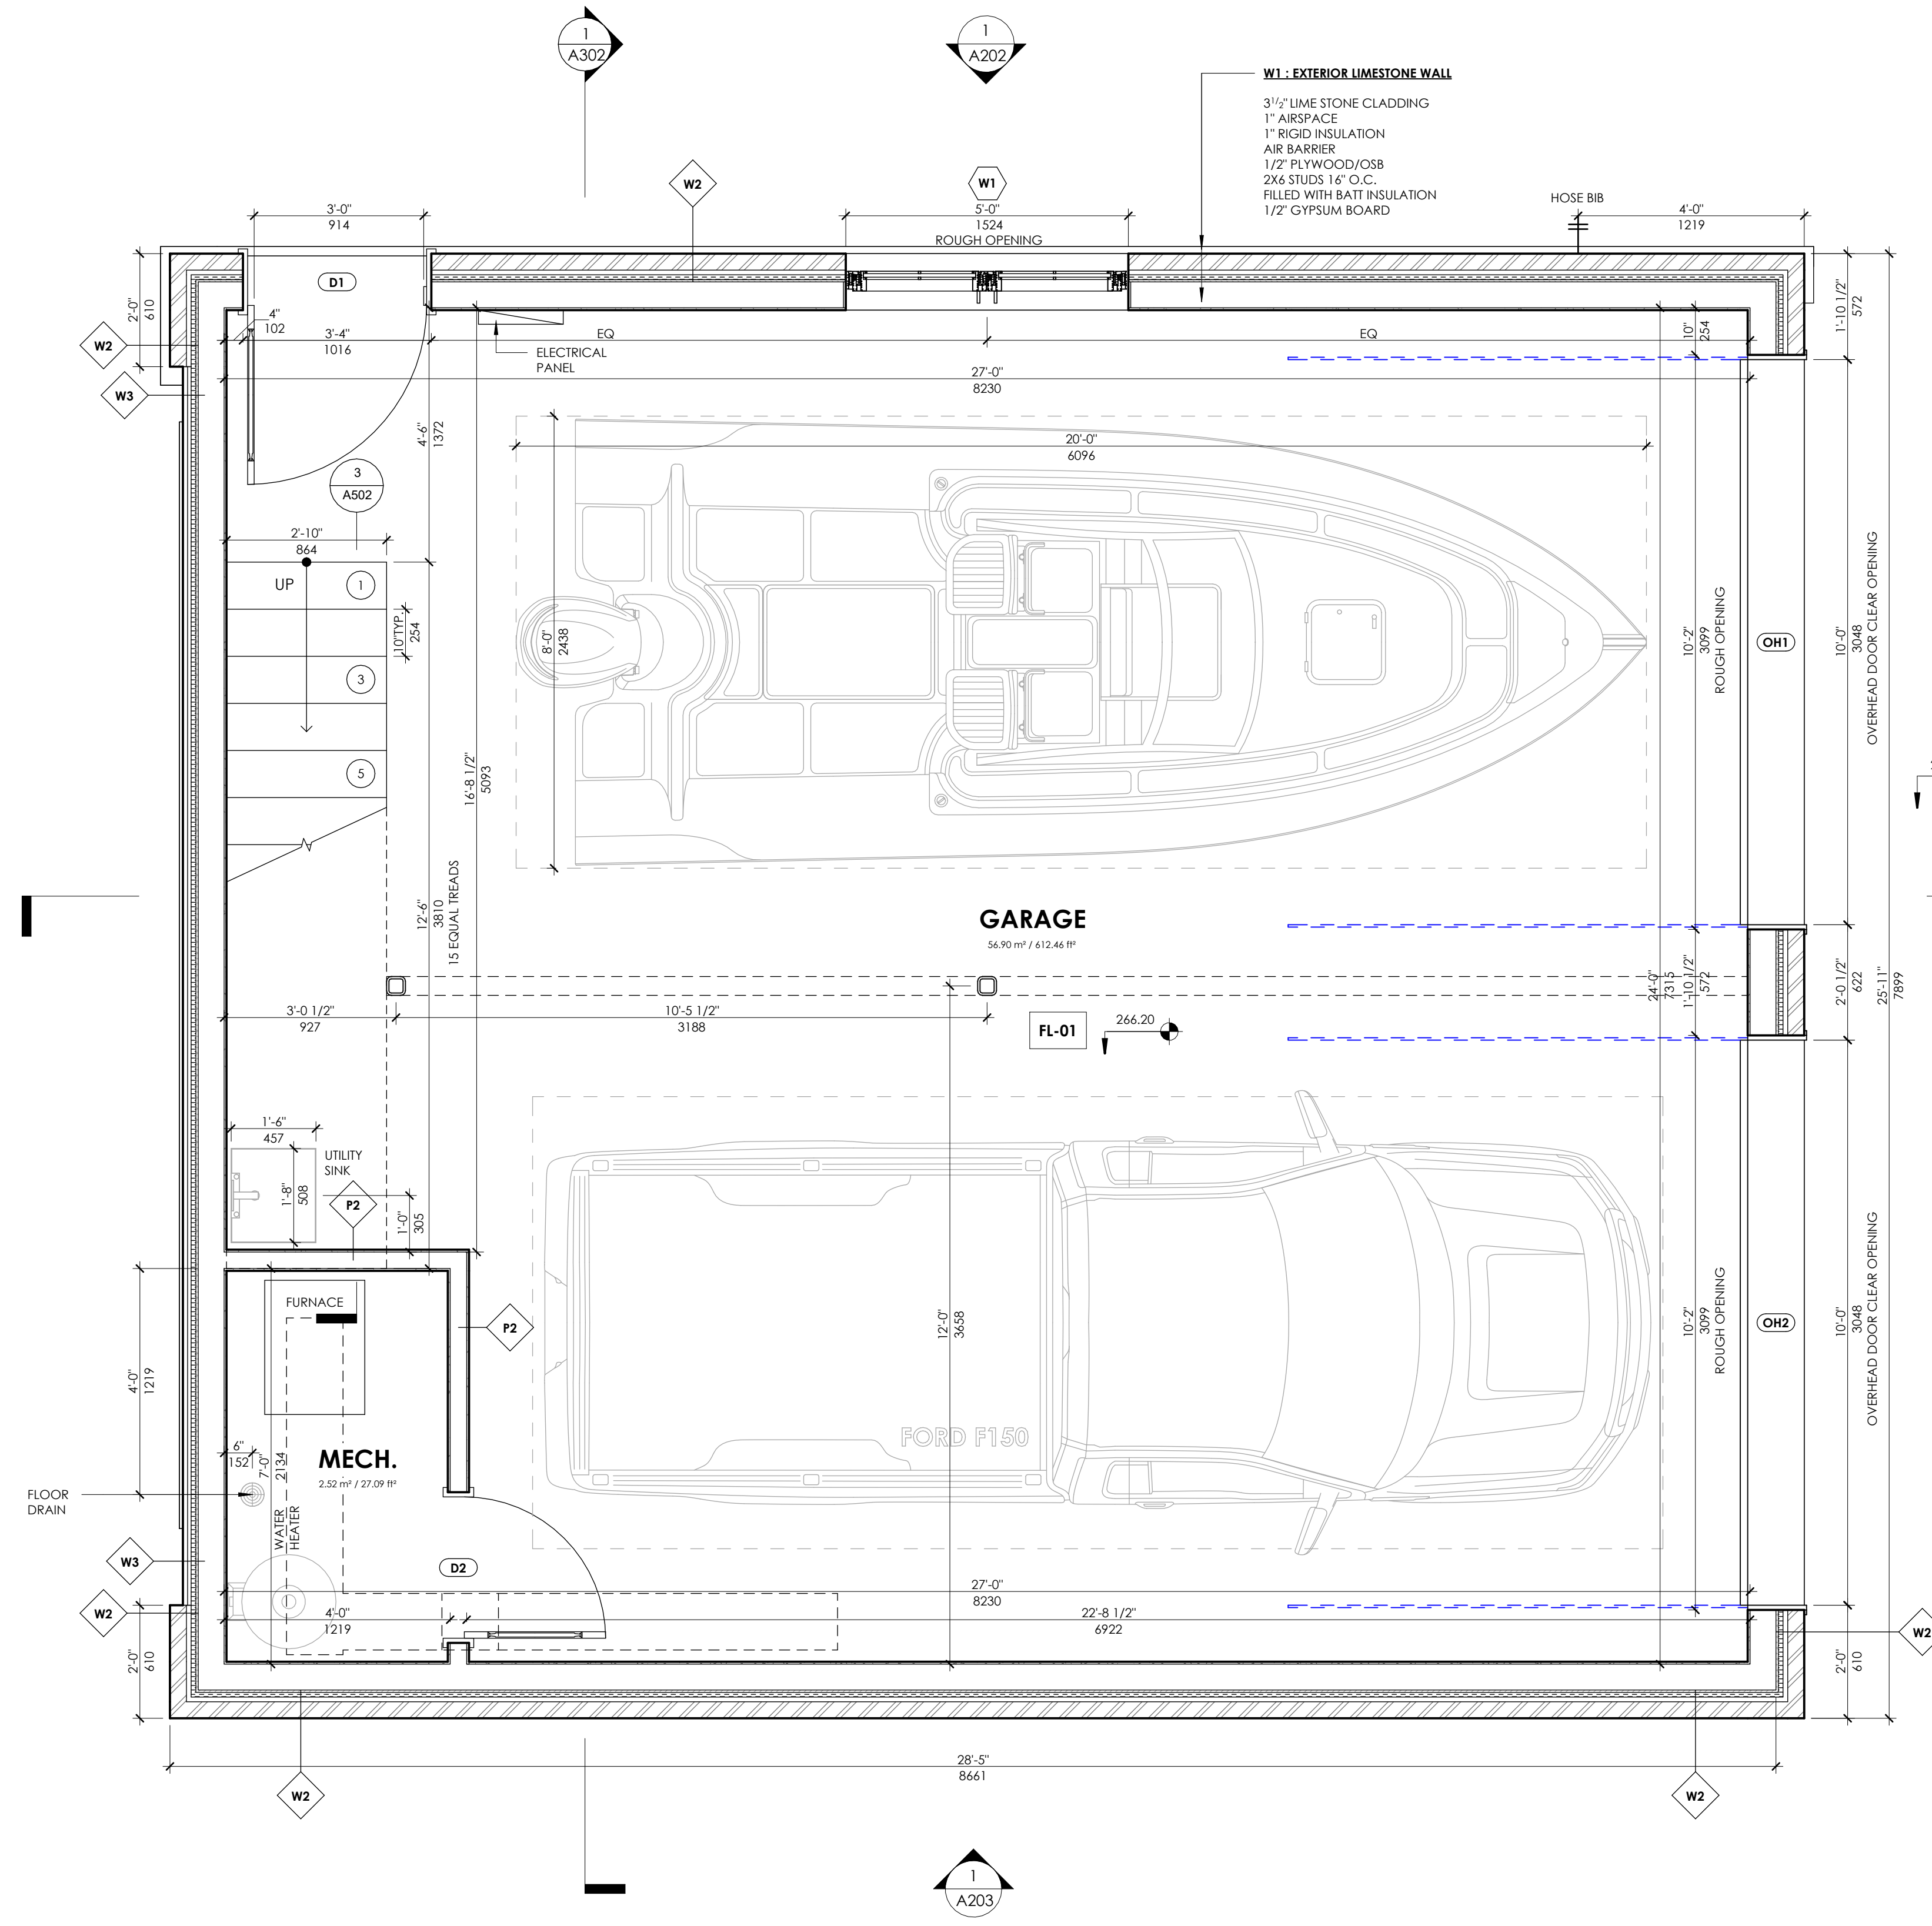 1
A302
1
A202
W1 : EXTERIOR LIMESTONE WALL
3 1/2" LIME STONE CLADDING
1" AIRSPACE
1" RIGID INSULATION
AIR BARRIER
1/2" PLYWOOD/OSB
2X6 STUDS 16" O.C.
FILLED WITH BATT INSULATION
1/2" GYPSUM BOARD
W2
W1
HOSE BIB
3'-0"
914
5'-0"
1524
ROUGH OPENING
4'-0"
1219
D1
2'-0"
610
W2
W3
4"
102
3'-4"
1016
EQ
EQ
ELECTRICAL
PANEL
10"
254
1'-10 1/2"
572
27'-0"
8230
4'-6"
1372
20'-0"
6096
3
A502
2'-10"
864
UP
1
10"TYP.
254
3
5
8'-0"
2438
10'-2"
3099
ROUGH OPENING
OH1
10'-0"
3048
OVERHEAD DOOR CLEAR OPENING
16'-8 1/2"
5093
12'-6"
3810
15 EQUAL TREADS
GARAGE
56.90 m² / 612.46 ft²
24'-0"
7315
1'-10 1/2"
572
2'-0 1/2"
622
25'-11"
7899
3'-0 1/2"
927
10'-5 1/2"
3188
FL-01
266.20
1'-6"
457
UTILITY
SINK
1'-8"
508
P2
1'-0"
305
FURNACE
P2
12'-0"
3658
10'-2"
3099
ROUGH OPENING
OH2
10'-0"
3048
OVERHEAD DOOR CLEAR OPENING
4'-0"
1219
FORD F150
6"
152
7'-0"
2134
MECH.
2.52 m² / 27.09 ft²
FLOOR
DRAIN
WATER
HEATER
W3
D2
W2
27'-0"
8230
4'-0"
1219
22'-8 1/2"
6922
2'-0"
610
2'-0"
610
W2
28'-5"
8661
W2
W2
1
A203